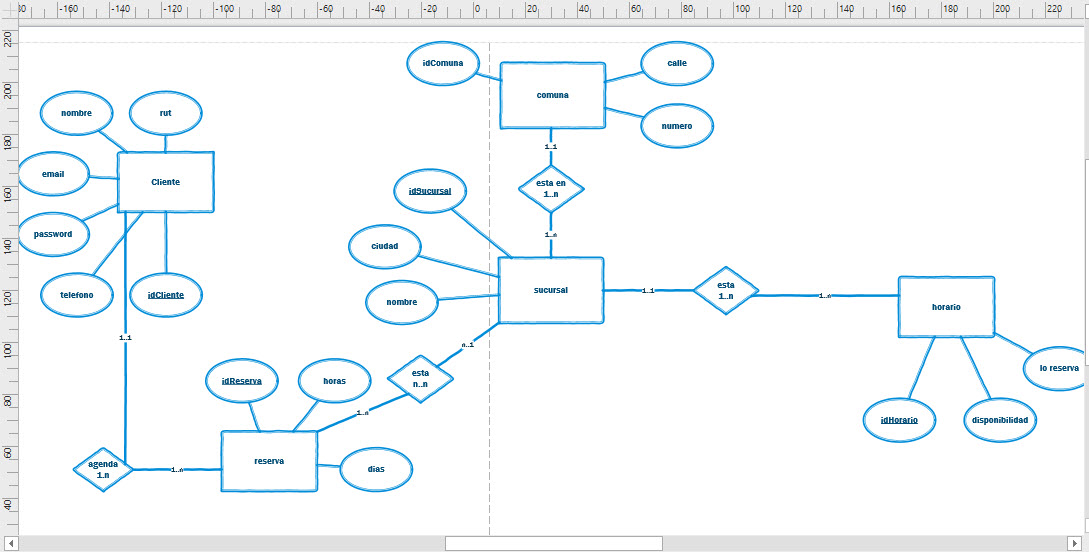 -160 -140 -120 -100 -80 -60 -40 -20 0 20 40 60 80 100 120 140 160 180 200 220
220
200
180
160
140
120
100
80
60
40
idComuna
calle
comuna
numero
nombre
rut
1..1
email
Cliente
esta en
1..n
idSucursal
password
1..n
ciudad
telefono
idCliente
nombre
sucursal
1..1
esta
1..n
1..n
horario
1..1
n..1
lo reserva
idReserva
horas
esta
n..n
1..n
idHorario
disponibilidad
agenda
1.n
1..n
reserva
dias